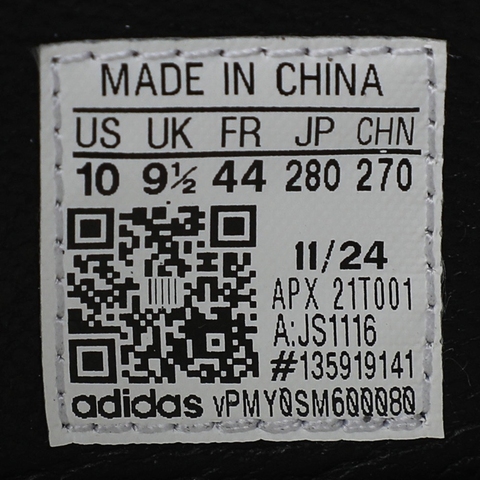 MADE IN CHINA
US UK FR JP CHN
10 9½ 44 280 270
11/24
APX 21T001
A:JS1116
#135919141
adidas vPMY0SM600080